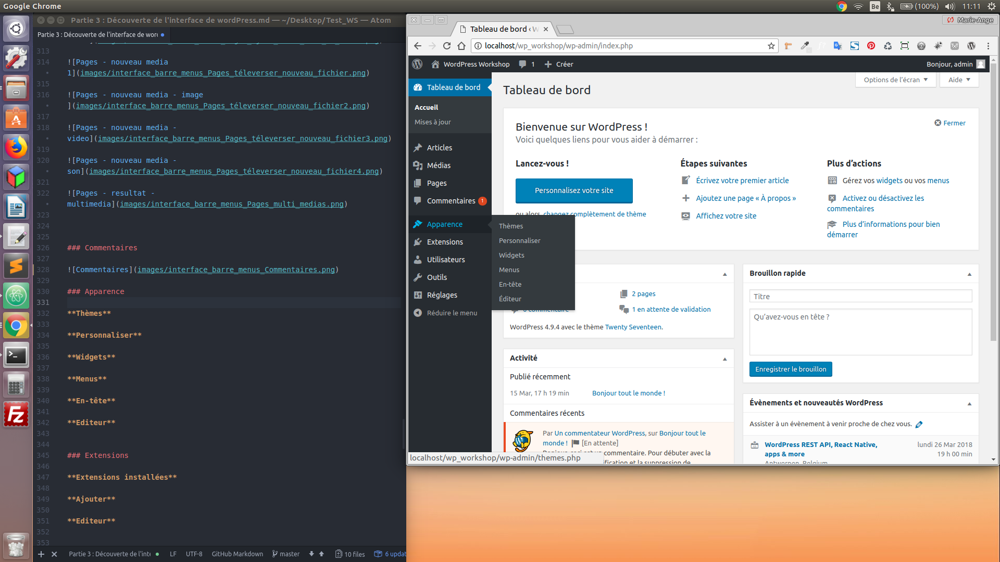 Google Chrome
Be
(100%)
11:11
Partie 3 : Découverte de l'interface de wordPress.md — ~/Desktop/Test_WS — Atom
Partie 3 : Découverte de l'interface de wor
313
314 ![Pages - nouveau media
1](images/interface_barre_menus_Pages_téleverser_nouveau_fichier.png)
315
316 ![Pages - nouveau media - image
](images/interface_barre_menus_Pages_téleverser_nouveau_fichier2.png)
317
318 ![Pages - nouveau media -
video](images/interface_barre_menus_Pages_téleverser_nouveau_fichier3.png)
319
320 ![Pages - nouveau media -
son](images/interface_barre_menus_Pages_téleverser_nouveau_fichier4.png)
321
322 ![Pages - resultat -
multimedia](images/interface_barre_menus_Pages_multi_medias.png)
323
324
325
326 ### Commentaires
327
328 ![Commentaires](images/interface_barre_menus_Commentaires.png)
329
330 ### Apparence
331
332 **Thèmes**
333
334 **Personnaliser**
335
336 **Widgets**
337
338 **Menus**
339
340 **En-tête**
341
342 **Editeur**
343
344
345 ### Extensions
346
347 **Extensions installées**
348
349 **Ajouter**
350
351 **Editeur**
352
353
Partie 3 : Découverte de l'inte
LF
UTF-8
GitHub Markdown
master
10 files
6 updat
Marie-Ange
Tableau de bord ‹ W
localhost/wp_workshop/wp-admin/index.php
WordPress Workshop
1
Créer
Bonjour, admin
Tableau de bord
Accueil
Mises à jour
Articles
Médias
Pages
Commentaires 1
Apparence
Extensions
Utilisateurs
Outils
Réglages
Réduire le menu
Thèmes
Personnaliser
Widgets
Menus
En-tête
Éditeur
Options de l’écran
Aide
Tableau de bord
Bienvenue sur WordPress !
Fermer
Voici quelques liens pour vous aider à démarrer :
Lancez-vous !
Personnalisez votre site
ou alors, changez complètement de thème
Étapes suivantes
Écrivez votre premier article
Ajoutez une page « À propos »
Affichez votre site
Plus d’actions
Gérez vos widgets ou vos menus
Activez ou désactivez les
commentaires
Plus d’informations pour bien
démarrer
2 pages
commentaire
1 en attente de validation
WordPress 4.9.4 avec le thème Twenty Seventeen.
Activité
Publié récemment
15 Mar, 17 h 19 min
Bonjour tout le monde !
Commentaires récents
Par Un commentateur WordPress, sur Bonjour tout le
monde ! [En attente]
Bonjour, ceci est un commentaire. Pour débuter avec la
ification et la suppression de
localhost/wp_workshop/wp-admin/themes.php
Brouillon rapide
Titre
Qu’avez-vous en tête ?
Enregistrer le brouillon
Évènements et nouveautés WordPress
Assister à un évènement à venir proche de chez vous.
WordPress REST API, React Native,
apps & more
lundi 26 Mar 2018
19 h 00 min
Antwerpen, Belgium